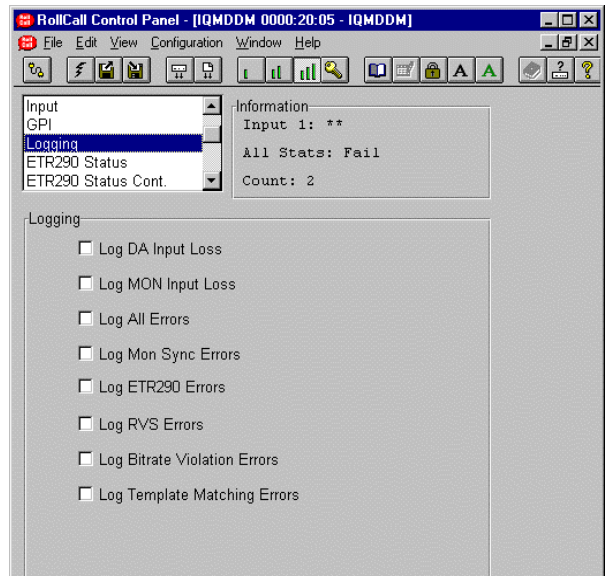 RollCall Control Panel - [IQMDDM 0000:20:05 - IQMDDM]
File Edit View Configuration Window Help
A A
Input
GPI
Logging
ETR290 Status
ETR290 Status Cont.
Information
Input 1: **
All Stats: Fail
Count: 2
Logging
Log DA Input Loss
Log MON Input Loss
Log All Errors
Log Mon Sync Errors
Log ETR290 Errors
Log RVS Errors
Log Bitrate Violation Errors
Log Template Matching Errors